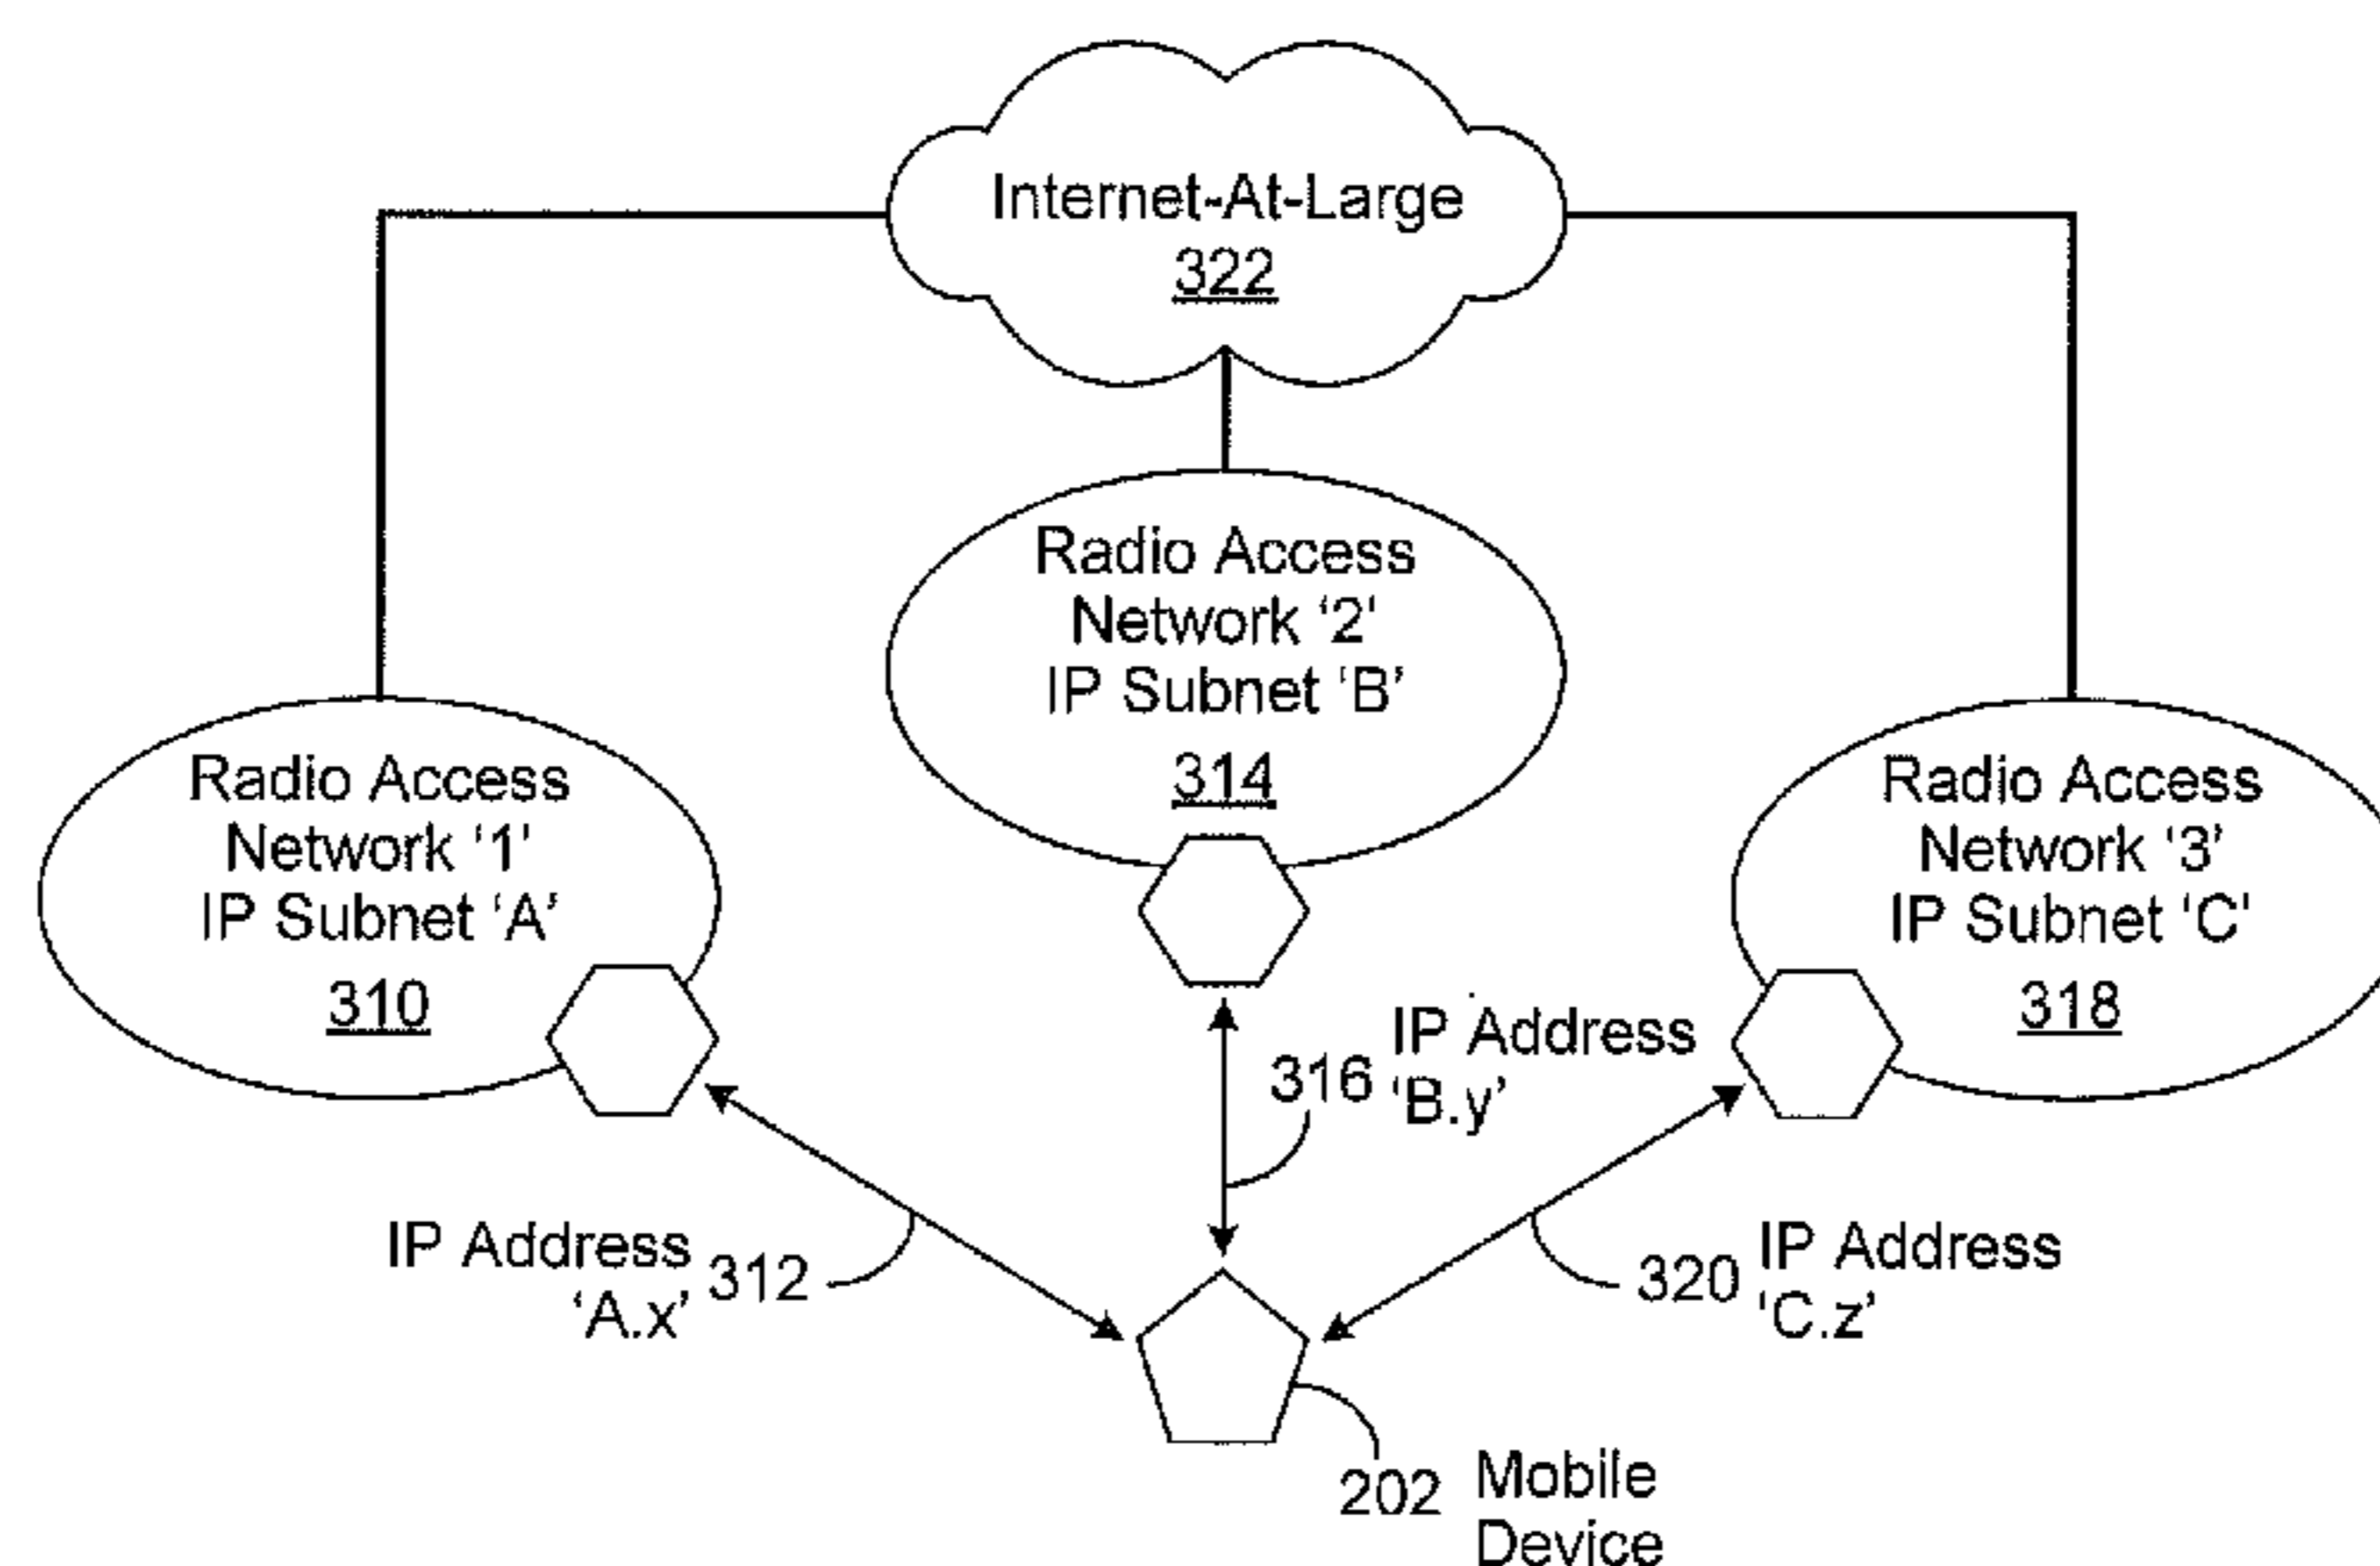 Internet-At-Large
322
Radio Access
Network ‘2’
IP Subnet ‘B’
314
Radio Access
Network ‘1’
IP Subnet ‘A’
310
Radio Access
Network ‘3’
IP Subnet ‘C’
318
316
IP Address
‘B.y’
IP Address
‘A.x’
312
320
IP Address
‘C.z’
202
Mobile
Device